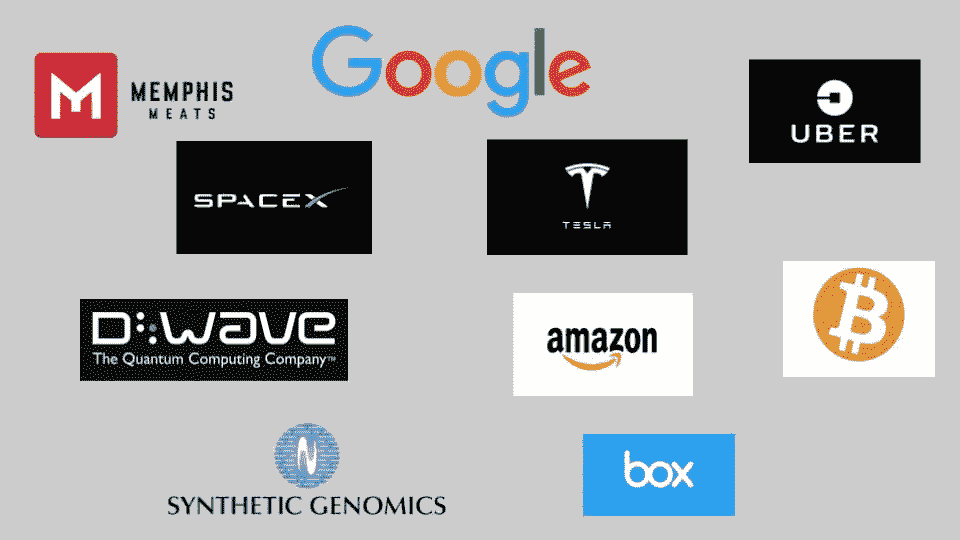 Google
M
MEMPHIS
MEATS
UBER
SPACEX
TESLA
D:Wave
The Quantum Computing Company™
amazon
B
SYNTHETIC GENOMICS
box